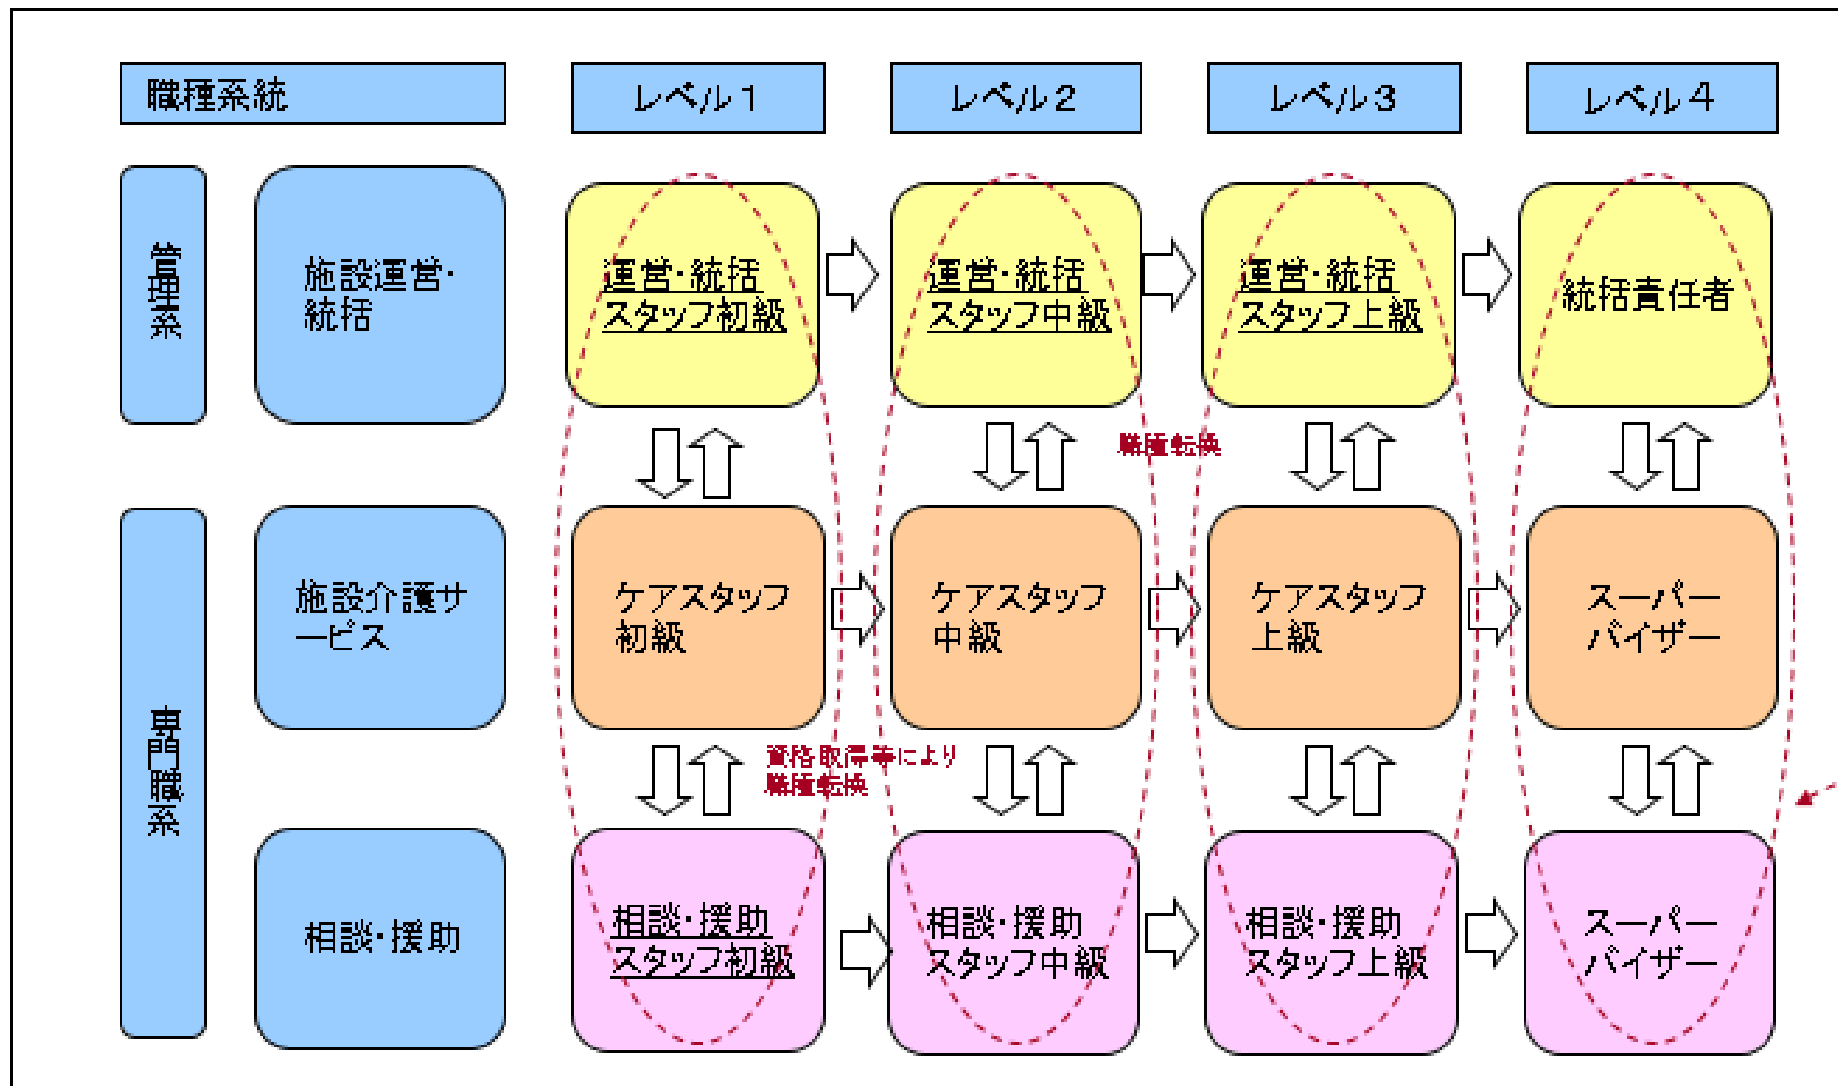 職種系統
レベル1
レベル2
レベル3
レベル4
管理系
施設運営・
統括
運営・統括
スタッフ初級
運営・統括
スタッフ中級
運営・統括
スタッフ上級
統括責任者
職種転換
専門職系
施設介護サ
ービス
ケアスタッフ
初級
ケアスタッフ
中級
ケアスタッフ
上級
スーパー
バイザー
資格取得等により
職種転換
相談・援助
相談・援助
スタッフ初級
相談・援助
スタッフ中級
相談・援助
スタッフ上級
スーパー
バイザー